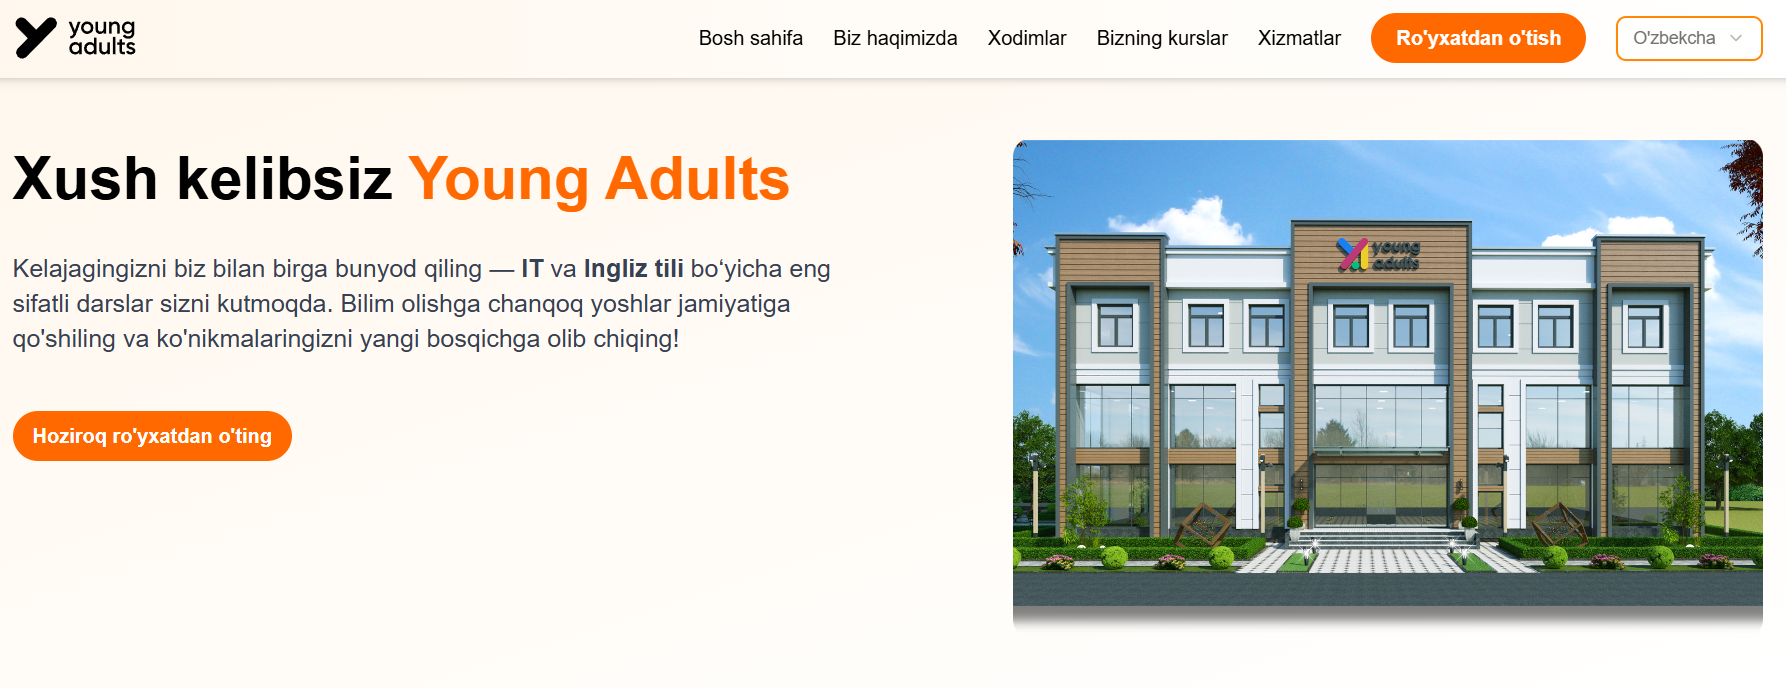 young
adults
Bosh sahifa Biz haqimizda Xodimlar Bizning kurslar Xizmatlar Ro'yxatdan o'tish O'zbekcha
Xush kelibsiz Young Adults
Kelajagingizni biz bilan birga bunyod qiling — IT va Ingliz tili bo‘yicha eng
sifatli darslar sizni kutmoqda. Bilim olishga chanqoq yoshlar jamiyatiga
qo'shiling va ko'nikmalaringizni yangi bosqichga olib chiqing!
Hoziroq ro'yxatdan o'ting
young
adults